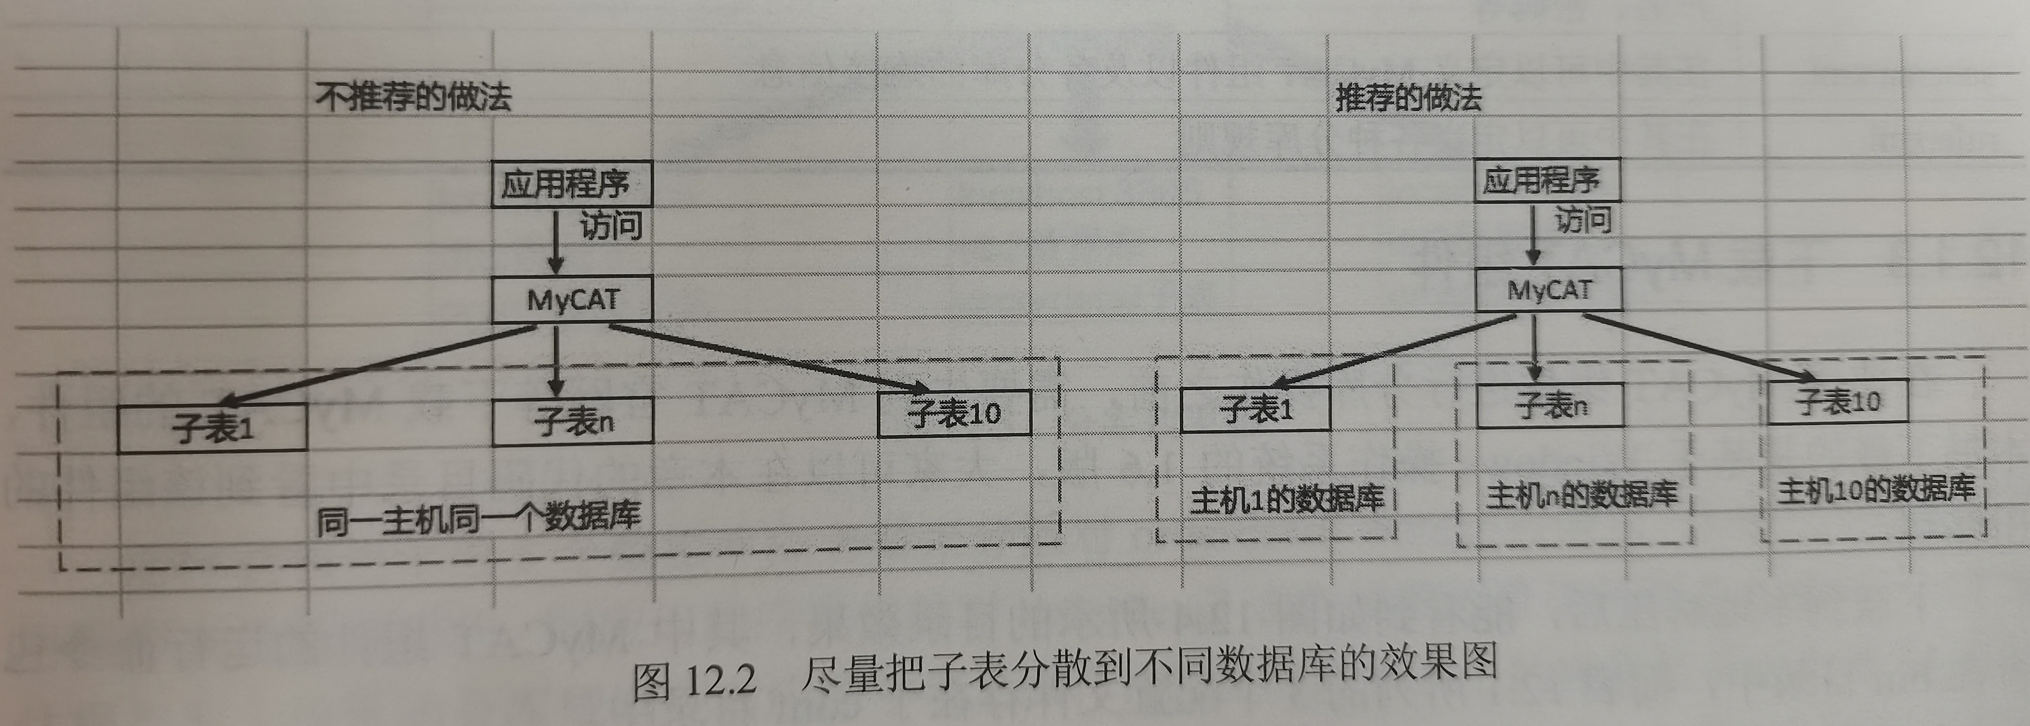 不推荐的做法
应用程序
访问
MyCAT
子表1
子表n
子表10
同一主机同一个数据库
推荐的做法
应用程序
访问
MyCAT
子表1
子表n
子表10
主机1的数据库
主机n的数据库
主机10的数据库
图 12.2 尽量把子表分散到不同数据库的效果图